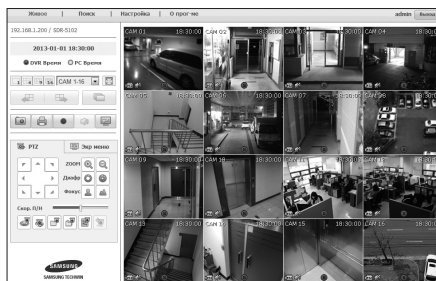 Живое | Поиск | Настройка | О прог-ме admin Выход
192.168.1.200 / SDR-5102
2013-01-01 18:30:00
DVR Время PC Время
1 4 9 16 CAM 1-16
PTZ Экр меню
ZOOM
Диафр
Фокус
Скор. П/Н
SAMSUNG
SAMSUNG TECHWIN
CAM 01 18:30:00 CAM 02 18:30:00 CAM 03 18:30:00 CAM 04 18:30:00
CAM 05 18:30:00 CAM 06 18:30:00 CAM 07 18:30:00 CAM 08 18:30:00
CAM 09 18:30:00 CAM 10 18:30:00 CAM 11 18:30:00 CAM 12 18:30:00
CAM 13 18:30:00 CAM 14 18:30:00 CAM 15 18:30:00 CAM 16 18:30:00